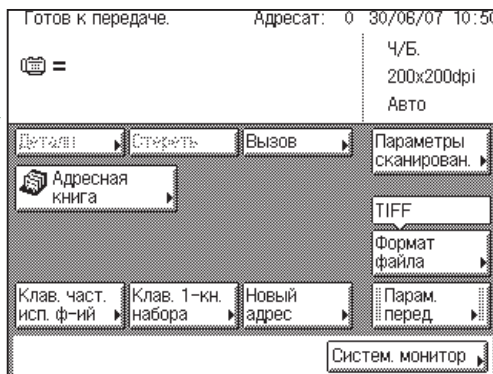 Готов к передаче. Адресат: 0 30/06/07 10:50
=
Ч/Б.
200x200dpi
Авто
Детали Стереть Вызов Параметры
сканирован.
Адресная
книга
TIFF
Формат
файла
Клав. част. Клав. 1-кн. Новый Парам.
исп. ф-ий набора адрес перед.
Систем. монитор